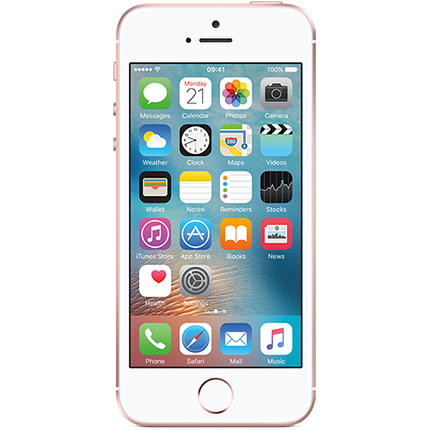 09:41 100%
Monday
21
Messages Calendar Photos Camera
280
Weather Clock Maps Videos
Wallet Notes Reminders Stocks
iTunes Store App Store iBooks News
Health Settings
Phone Safari Mail Music